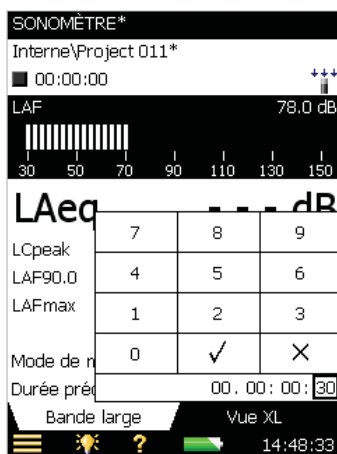 SONOMÈTRE*
Interne\Project 011*
00:00:00
LAF 78.0 dB
30 50 70 90 110 130 150
LAeq - - - dB
7 8 9
LCpeak
4 5 6
LAF90.0
LAFmax
1 2 3
0 ✓ ×
Mode de
Durée 00. 00: 00: 30
Bande large Vue XL
? 14:48:33